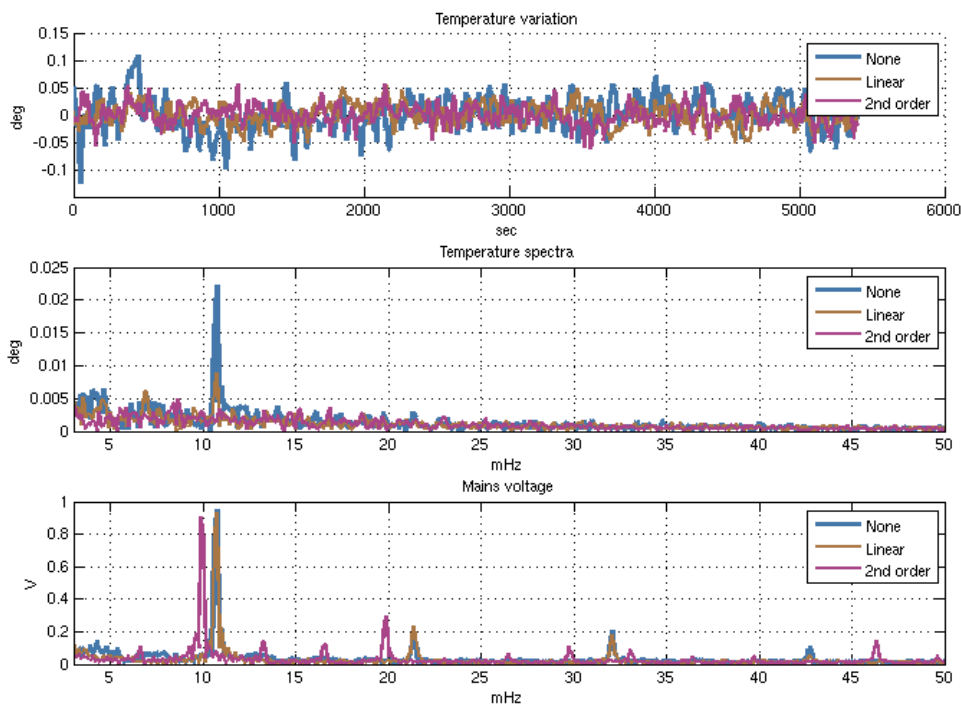 Temperature variation
0.15
0.1
0.05
0
-0.05
-0.1
deg
None
Linear
2nd order
0 1000 2000 3000 4000 5000 6000
sec
Temperature spectra
0.025
0.02
0.015
0.01
0.005
0
deg
None
Linear
2nd order
5 10 15 20 25 30 35 40 45 50
mHz
Mains voltage
1
0.8
0.6
0.4
0.2
0
V
None
Linear
2nd order
5 10 15 20 25 30 35 40 45 50
mHz